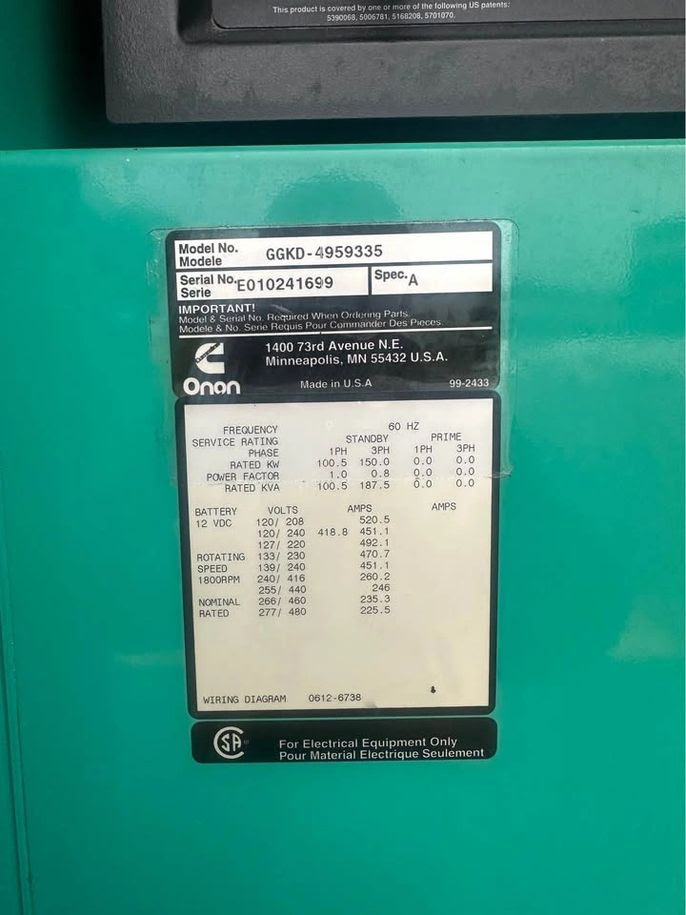 This product is covered by one or more of the following US patents:
5390068, 5006781, 5168208, 5701070.
Model No. GGKD-4959335
Modele
Serial No. E010241699 Spec. A
Serie
IMPORTANT!
Model & Serial No. Required When Ordering Parts.
Modele & No. Serie Requis Pour Commander Des Pieces.
1400 73rd Avenue N.E.
Minneapolis, MN 55432 U.S.A.
Onan
Made in U.S.A 99-2433
FREQUENCY 60 HZ
SERVICE RATING STANDBY PRIME
PHASE 1PH 3PH 1PH 3PH
RATED KW 100.5 150.0 0.0 0.0
POWER FACTOR 1.0 0.8 0.0 0.0
RATED KVA 100.5 187.5 0.0 0.0
BATTERY VOLTS AMPS AMPS
12 VDC 120/ 208 520.5
120/ 240 418.8 451.1
127/ 220 492.1
ROTATING 133/ 230 470.7
SPEED 139/ 240 451.1
1800RPM 240/ 416 260.2
255/ 440 246
NOMINAL 266/ 460 235.3
RATED 277/ 480 225.5
WIRING DIAGRAM 0612-6738
SA
For Electrical Equipment Only
Pour Material Electrique Seulement